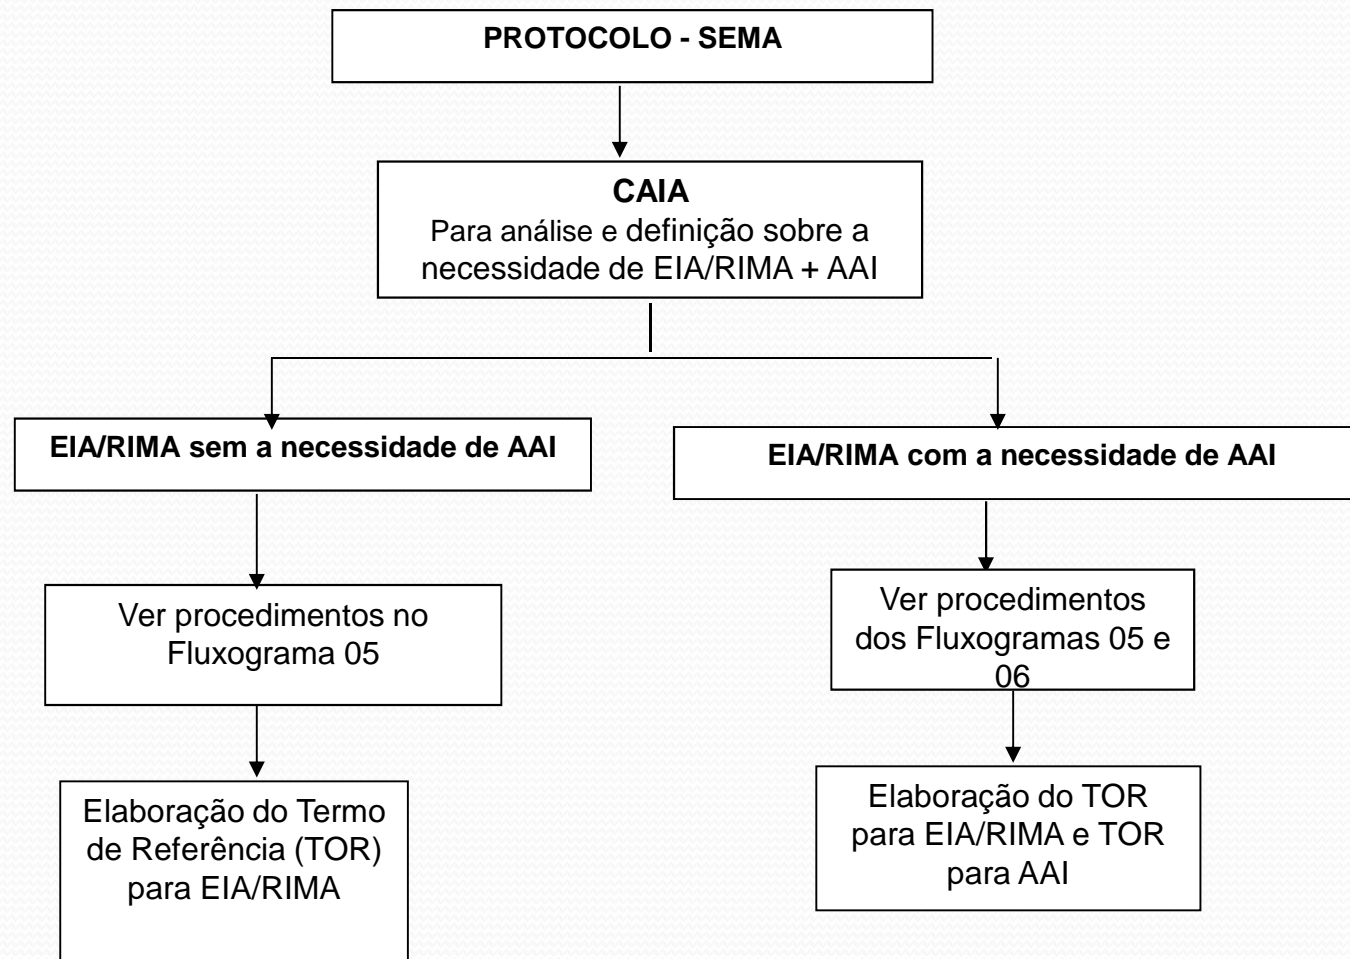 PROTOCOLO - SEMA
CAIA
Para análise e definição sobre a
necessidade de EIA/RIMA + AAI
EIA/RIMA sem a necessidade de AAI
EIA/RIMA com a necessidade de AAI
Ver procedimentos no
Fluxograma 05
Ver procedimentos
dos Fluxogramas 05 e
06
Elaboração do Termo
de Referência (TOR)
para EIA/RIMA
Elaboração do TOR
para EIA/RIMA e TOR
para AAI